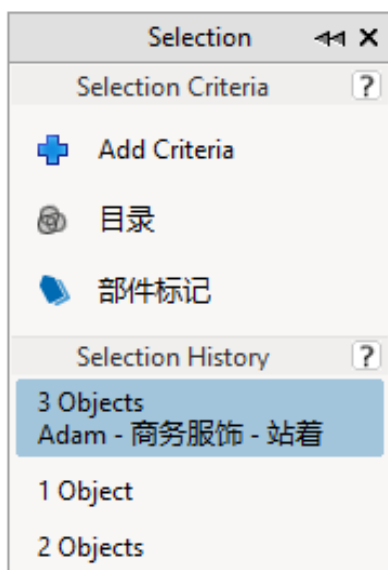 Selection
Selection Criteria ?
Add Criteria
目录
部件标记
Selection History ?
3 Objects
Adam - 商务服饰 - 站着
1 Object
2 Objects